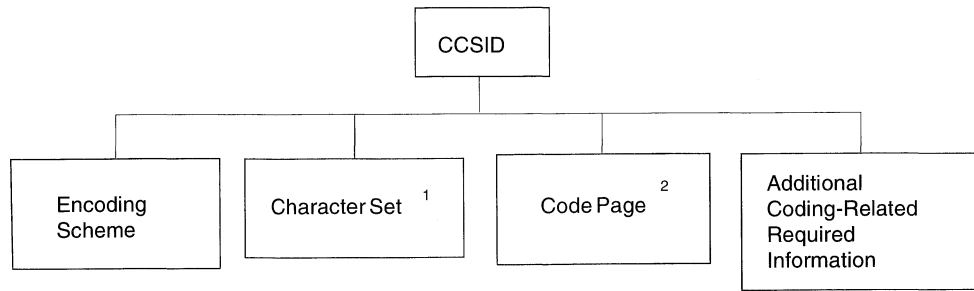 CCSID
Encoding
Scheme
Character Set 1
Code Page 2
Additional
Coding-Related
Required
Information